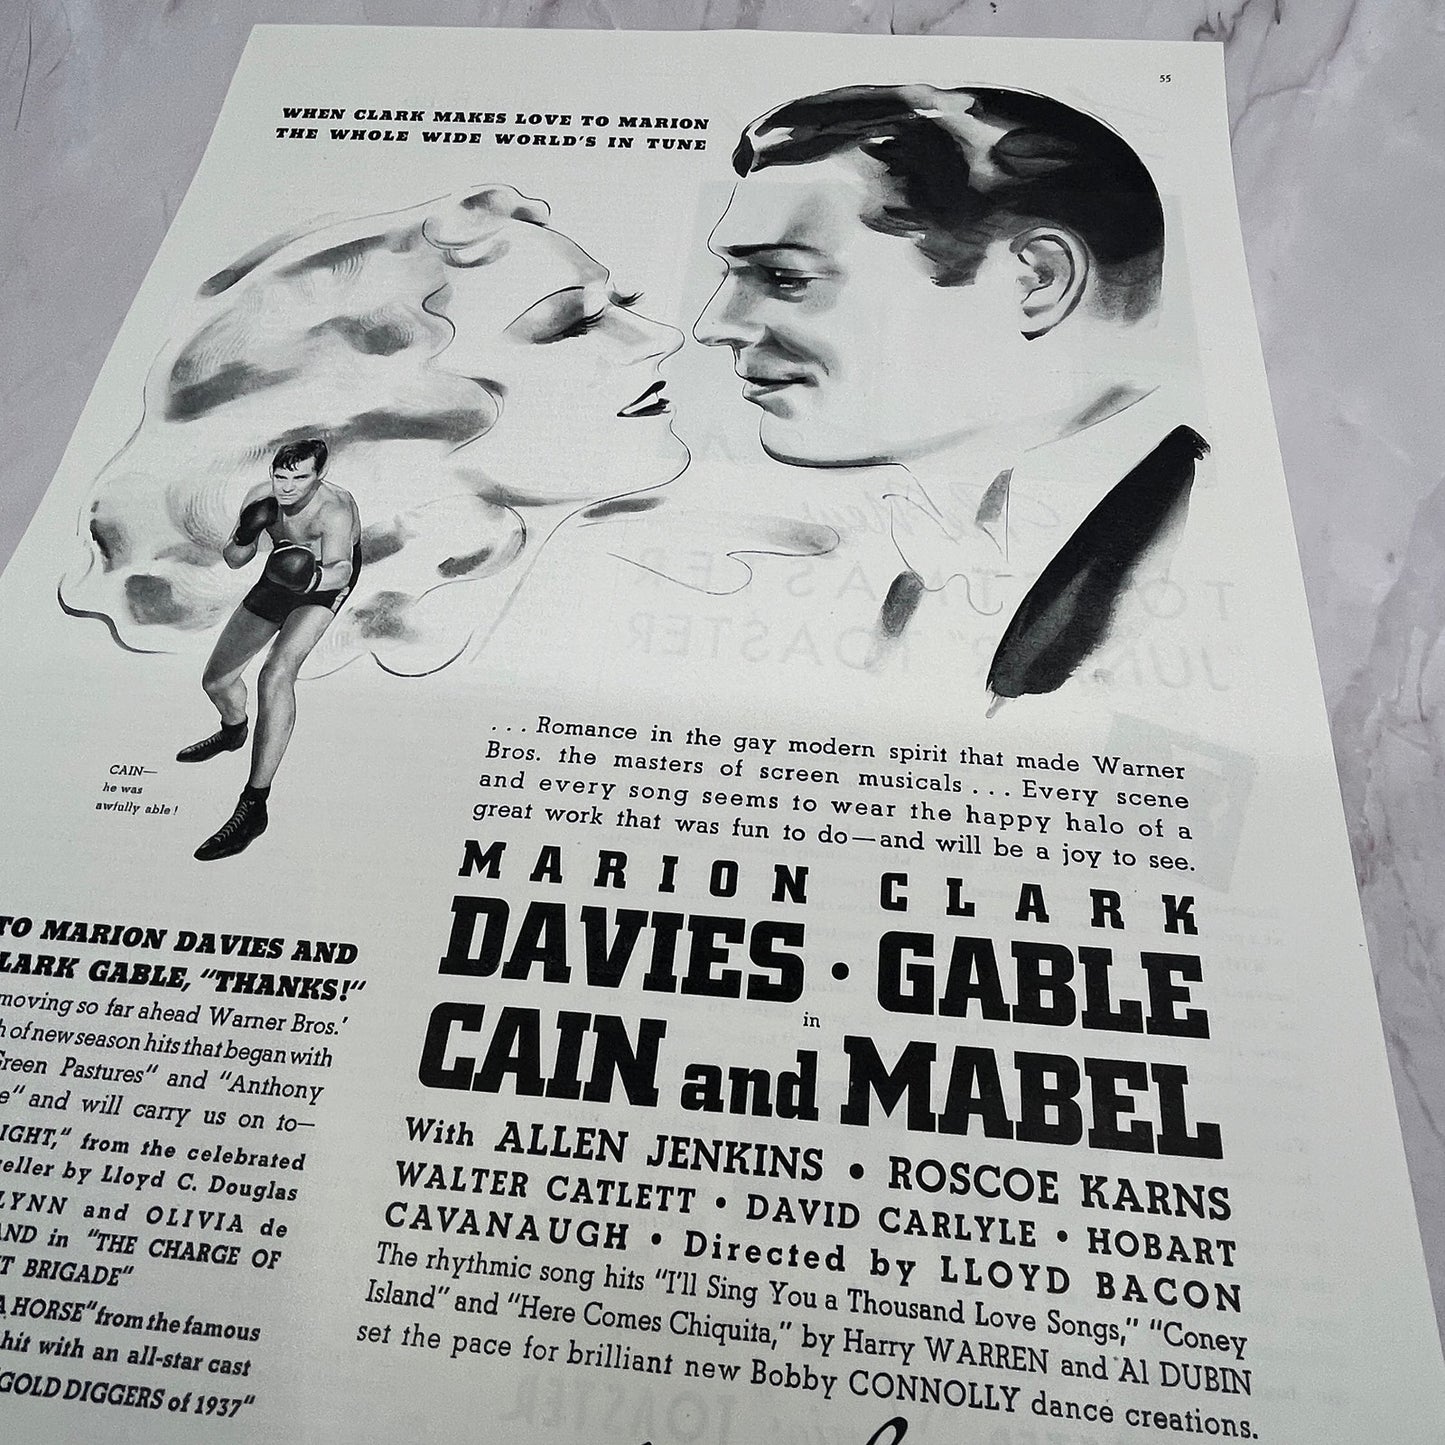 55
WHEN CLARK MAKES LOVE TO MARION
THE WHOLE WIDE WORLD'S IN TUNE
CAIN—
he was
awfully able!
. . . Romance in the gay modern spirit that made Warner
Bros. the masters of screen musicals . . . Every scene
and every song seems to wear the happy halo of a
great work that was fun to do—and will be a joy to see.
MARION CLARK
DAVIES • GABLE
in
CAIN and MABEL
With ALLEN JENKINS • ROSCOE KARNS
WALTER CATLETT • DAVID CARLYLE • HOBART
CAVANAUGH • Directed by LLOYD BACON
The rhythmic song hits "I'll Sing You a Thousand Love Songs," "Coney
Island" and "Here Comes Chiquita," by Harry WARREN and Al DUBIN
set the pace for brilliant new Bobby CONNOLLY dance creations.
TO MARION DAVIES AND
LARK GABLE, "THANKS!"
moving so far ahead Warner Bros.'
h of new season hits that began with
Green Pastures" and "Anthony
e" and will carry us on to—
IGHT," from the celebrated
eller by Lloyd C. Douglas
LYNN and OLIVIA de
AND in "THE CHARGE OF
T BRIGADE"
A HORSE" from the famous
hit with an all-star cast
GOLD DIGGERS of 1937"